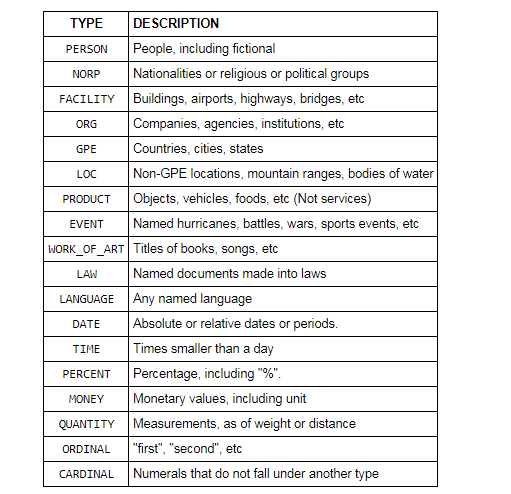 TYPE DESCRIPTION
PERSON People, including fictional
NORP Nationalities or religious or political groups
FACILITY Buildings, airports, highways, bridges, etc
ORG Companies, agencies, institutions, etc
GPE Countries, cities, states
LOC Non-GPE locations, mountain ranges, bodies of water
PRODUCT Objects, vehicles, foods, etc (Not services)
EVENT Named hurricanes, battles, wars, sports events, etc
WORK_OF_ART Titles of books, songs, etc
LAW Named documents made into laws
LANGUAGE Any named language
DATE Absolute or relative dates or periods.
TIME Times smaller than a day
PERCENT Percentage, including "%".
MONEY Monetary values, including unit
QUANTITY Measurements, as of weight or distance
ORDINAL "first", "second", etc
CARDINAL Numerals that do not fall under another type